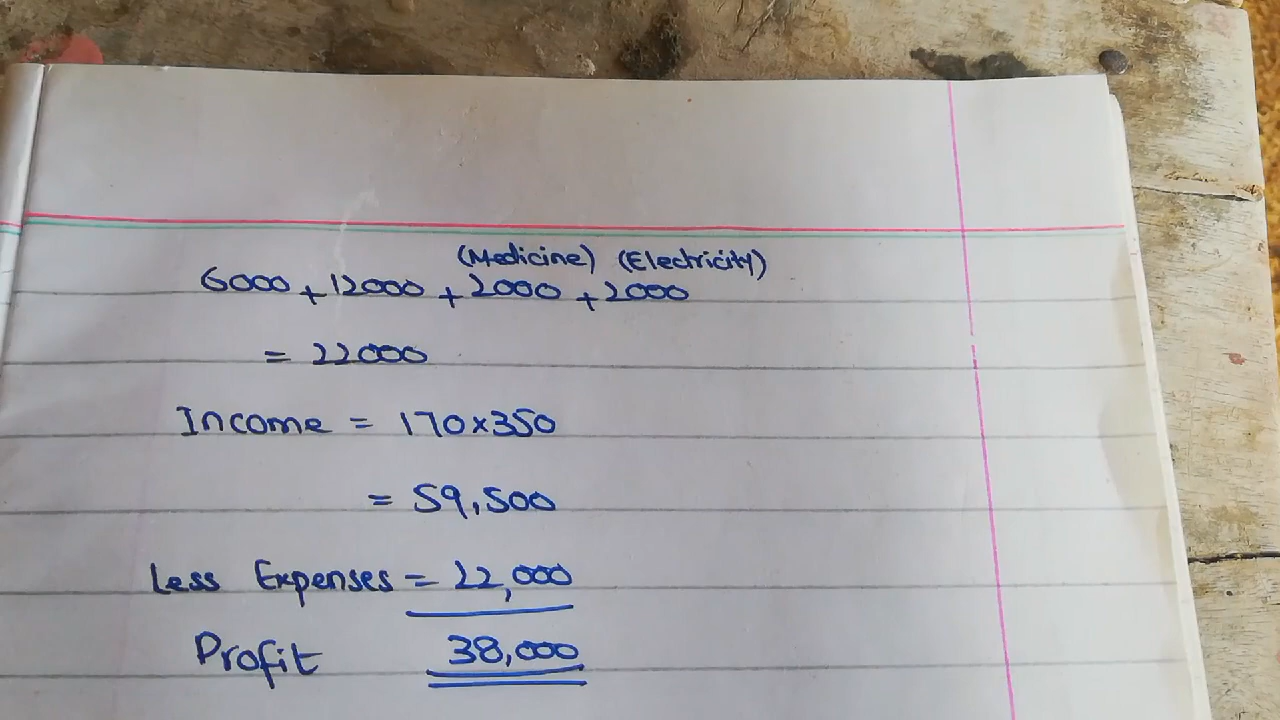 (Medicine) (Electricity)
6000 + 12000 + 2000 + 2000
= 22000
Income = 170x350
= 59,500
Less Expenses = 22,000
Profit 38,000